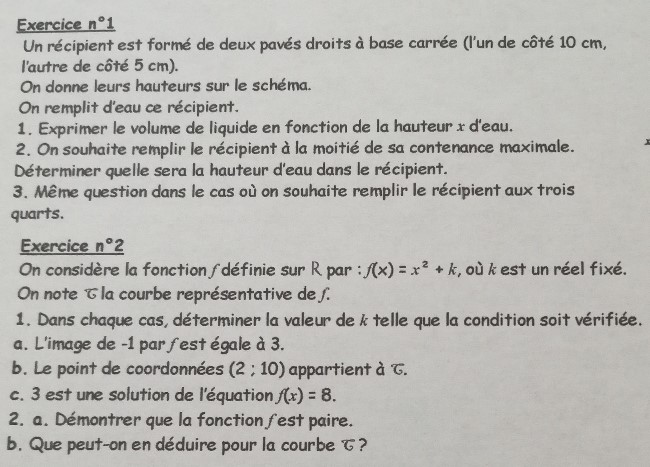 Exercice n°1
Un récipient est formé de deux pavés droits à base carrée (l'un de côté 10 cm,
l'autre de côté 5 cm).
On donne leurs hauteurs sur le schéma.
On remplit d'eau ce récipient.
1. Exprimer le volume de liquide en fonction de la hauteur x d'eau.
2. On souhaite remplir le récipient à la moitié de sa contenance maximale.
Déterminer quelle sera la hauteur d'eau dans le récipient.
3. Même question dans le cas où on souhaite remplir le récipient aux trois
quarts.
Exercice n°2
On considère la fonction f définie sur ℝ par : f(x) = x² + k, où k est un réel fixé.
On note 𝒞 la courbe représentative de f.
1. Dans chaque cas, déterminer la valeur de k telle que la condition soit vérifiée.
a. L'image de -1 par f est égale à 3.
b. Le point de coordonnées (2 ; 10) appartient à 𝒞.
c. 3 est une solution de l'équation f(x) = 8.
2. a. Démontrer que la fonction f est paire.
b. Que peut-on en déduire pour la courbe 𝒞 ?